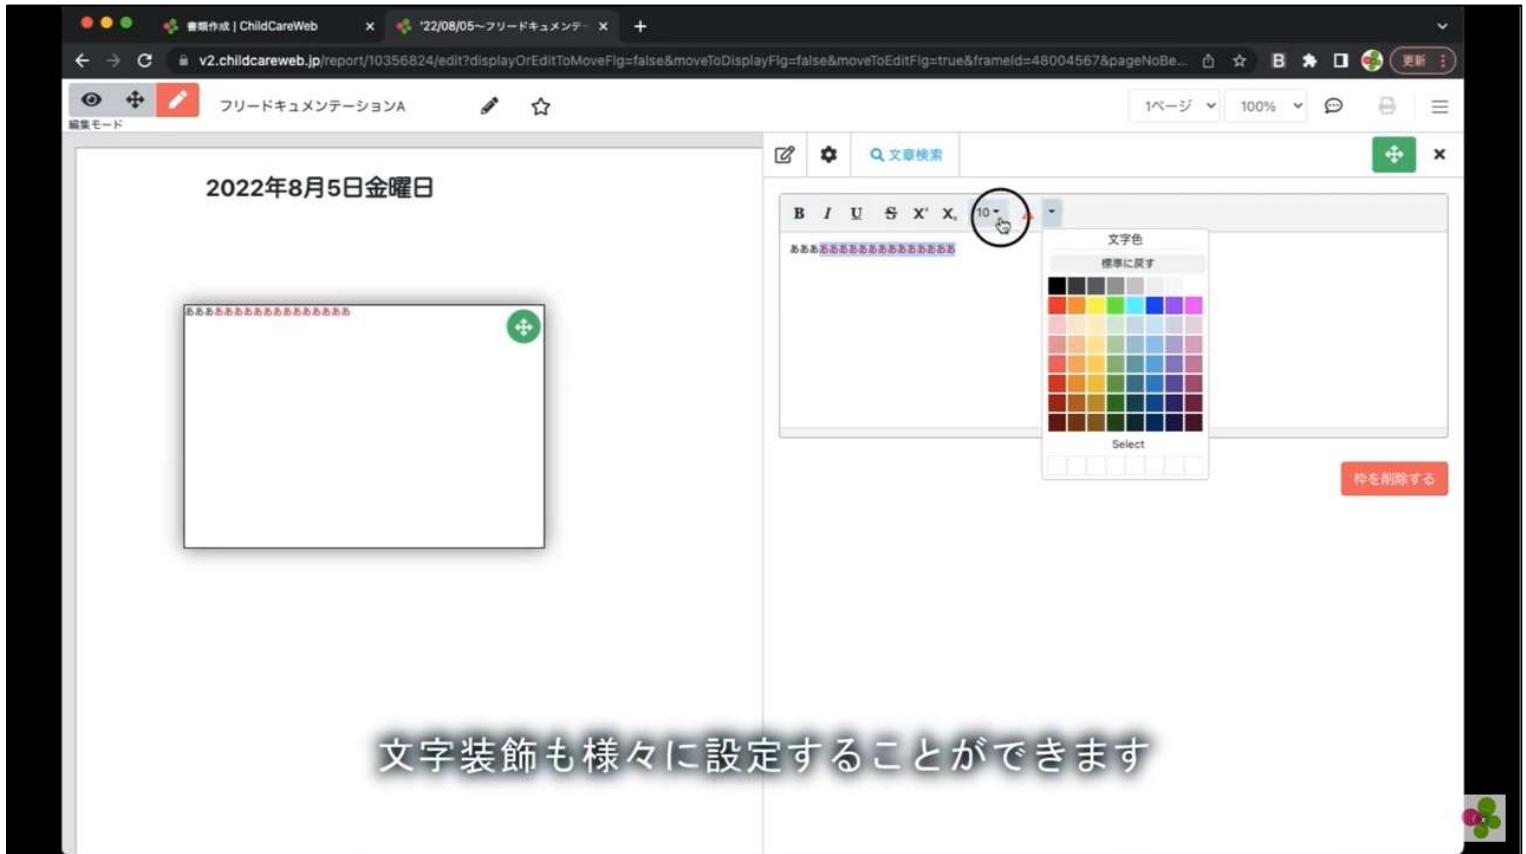 書類作成 | ChildCareWeb
'22/08/05〜フリードキュメンテ
v2.childcareweb.jp/report/10356824/edit?displayOrEditToMoveFlg=false&moveToDisplayFlg=false&moveToEditFlg=true&frameId=48004567&pageNoBe...
更新
編集モード
フリードキュメンテーションA
1ページ
100%
文章検索
2022年8月5日金曜日
B I U S X X 10
文字色
標準に戻す
ああああああああああああああああああ
あああああああああああああああああ
Select
枠を削除する
文字装飾も様々に設定することができます